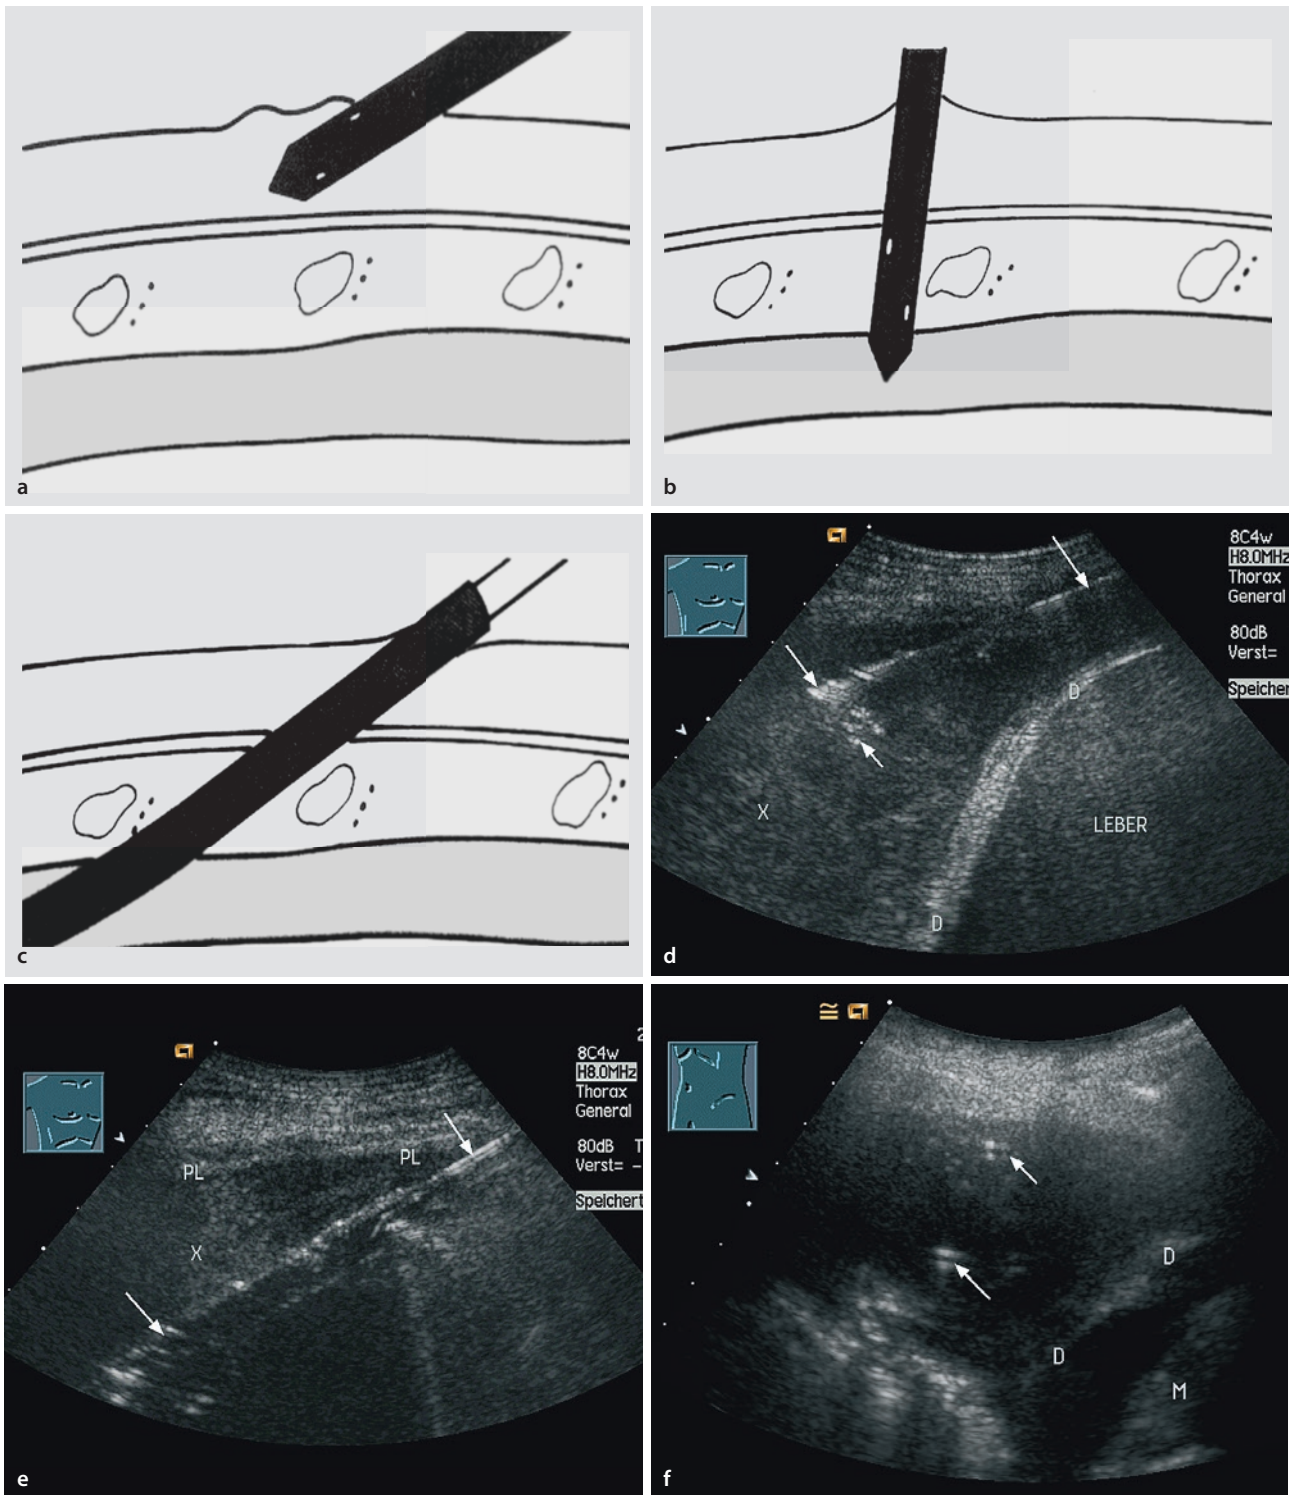 a
b
c
8C4w
H8.0MHz
Thorax
General
80dB
Verst=
Speicher
D
X
LEBER
D
d
2
8C4w
H8.0MHz
Thorax
General
80dB T
Verst= -
Speichert
PL
PL
X
e
D
D
M
f